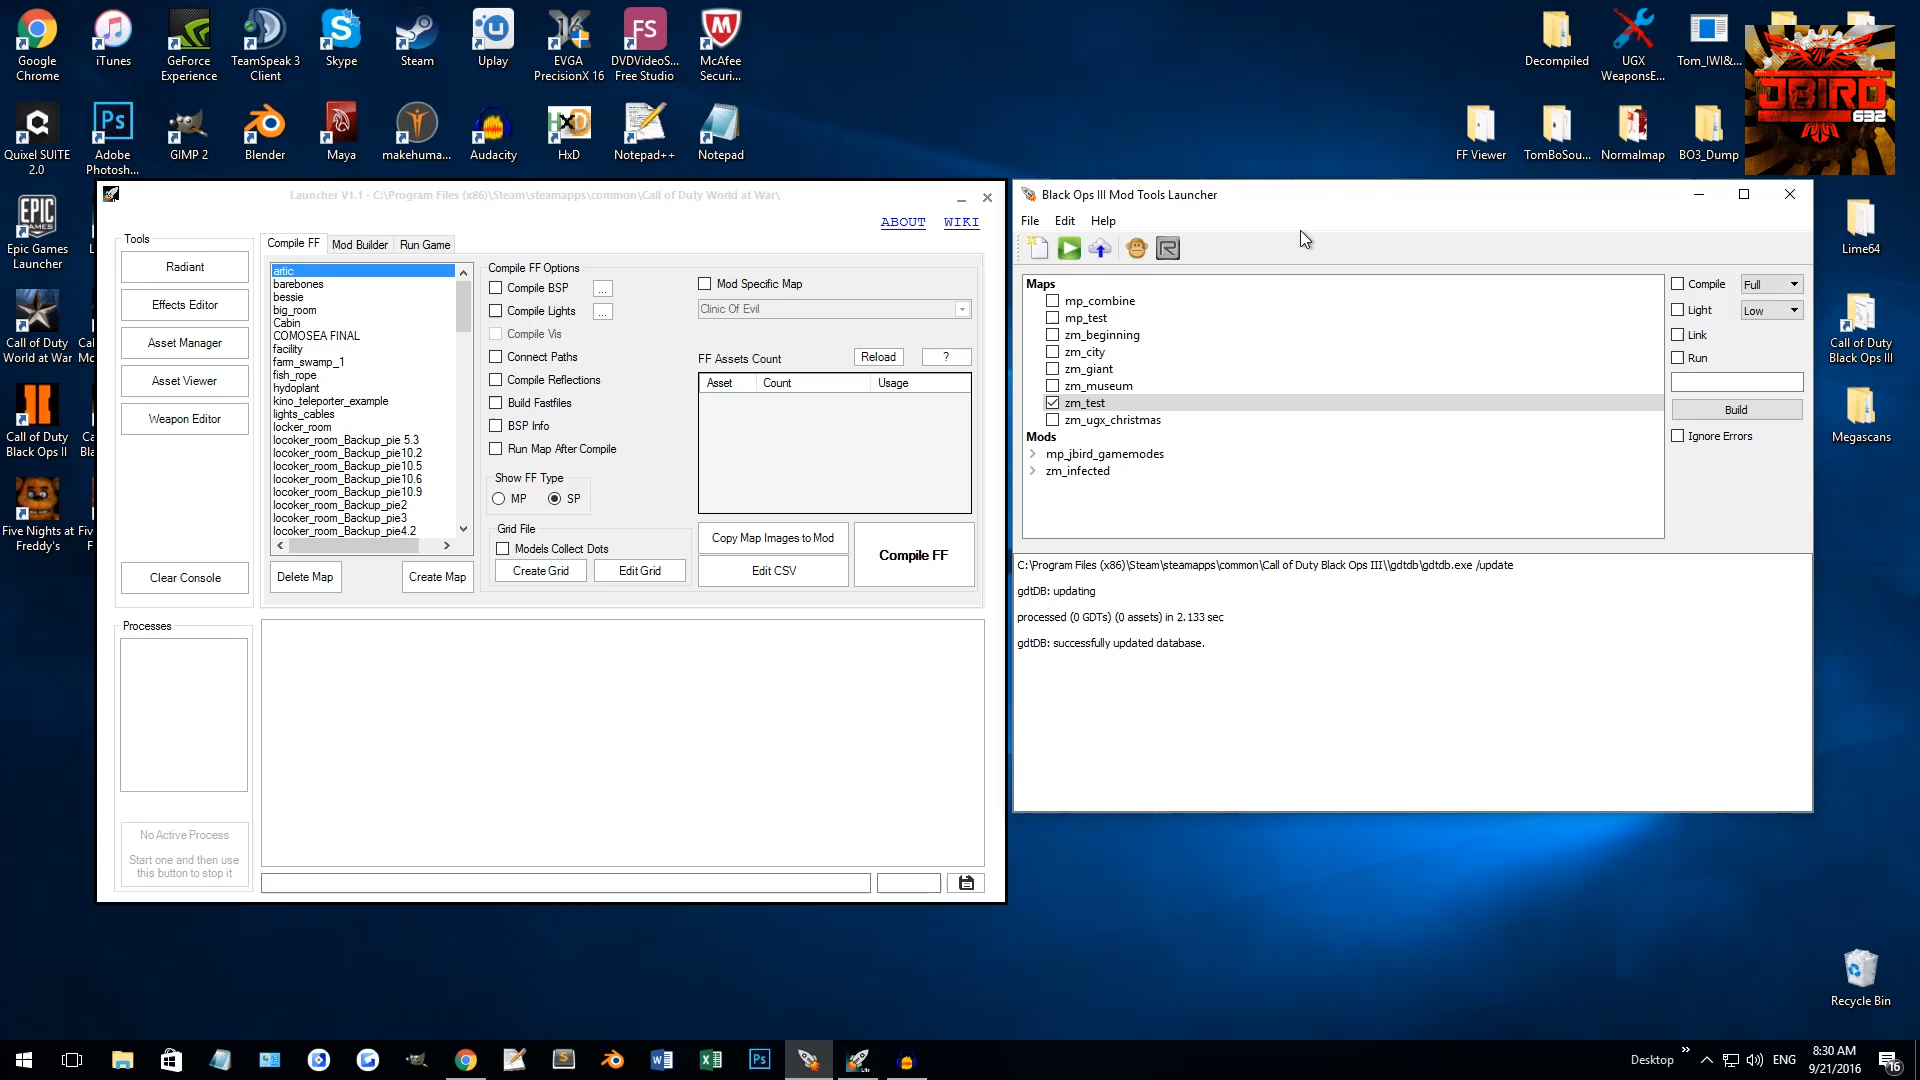 Google
Chrome
iTunes
GeForce
Experience
TeamSpeak 3
Client
Skype
Steam
Uplay
EVGA
PrecisionX 16
FS
DVDVideoS...
Free Studio
McAfee
Securi...
Decompiled
UGX
WeaponsE...
Tom_IWI&...
JBIRD
632
Quixel SUITE
2.0
Ps
Adobe
Photosh...
GIMP 2
Blender
Maya
makehuma...
Audacity
HxD
HxD
Notepad++
Notepad
FF Viewer
TomBoSou...
Normalmap
BO3_Dump
EPIC
GAMES
Epic Games
Launcher
Call of Duty
World at War
Call of Duty
Black Ops II
Five Nights at
Freddy's
Lime64
Call of Duty
Black Ops III
Megascans
Recycle Bin
Launcher V1.1 - C:\Program Files (x86)\Steam\steamapps\common\Call of Duty World at War\
ABOUT WIKI
Tools
Radiant
Effects Editor
Asset Manager
Asset Viewer
Weapon Editor
Clear Console
Processes
No Active Process
Start one and then use
this button to stop it
Compile FF Mod Builder Run Game
artic
barebones
bessie
big_room
Cabin
COMOSEA FINAL
facility
farm_swamp_1
fish_rope
hydoplant
kino_teleporter_example
lights_cables
locker_room
locoker_room_Backup_pie 5.3
locoker_room_Backup_pie10.2
locoker_room_Backup_pie10.5
locoker_room_Backup_pie10.6
locoker_room_Backup_pie10.9
locoker_room_Backup_pie2
locoker_room_Backup_pie3
locoker_room_Backup_pie4.2
Delete Map Create Map
Compile FF Options
Compile BSP ...
Compile Lights ...
Compile Vis
Connect Paths
Compile Reflections
Build Fastfiles
BSP Info
Run Map After Compile
Show FF Type
MP SP
Grid File
Models Collect Dots
Create Grid Edit Grid
Mod Specific Map
Clinic Of Evil
FF Assets Count Reload ?
Asset Count Usage
Copy Map Images to Mod
Edit CSV
Compile FF
Black Ops III Mod Tools Launcher
File Edit Help
R
Maps
mp_combine
mp_test
zm_beginning
zm_city
zm_giant
zm_museum
zm_test
zm_ugx_christmas
Mods
mp_jbird_gamemodes
zm_infected
Compile Full
Light Low
Link
Run
Build
Ignore Errors
C:\Program Files (x86)\Steam\steamapps\common\Call of Duty Black Ops III\\gdtdb\gdtdb.exe /update
gdtDB: updating
processed (0 GDTs) (0 assets) in 2.133 sec
gdtDB: successfully updated database.
Desktop
ENG
8:30 AM
9/21/2016
16